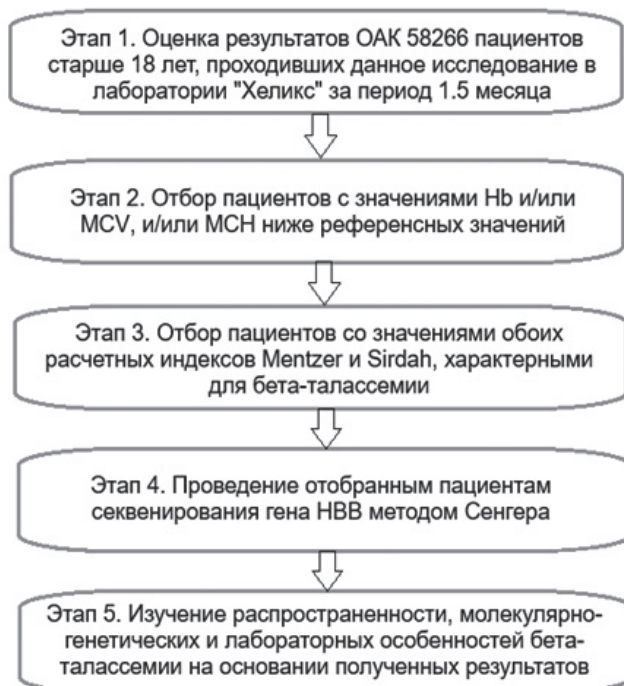 Этап 1. Оценка результатов ОАК 58266 пациентов
старше 18 лет, проходивших данное исследование в
лаборатории "Хеликс" за период 1.5 месяца
Этап 2. Отбор пациентов с значениями Hb и/или
MCV, и/или MCH ниже референсных значений
Этап 3. Отбор пациентов со значениями обоих
расчетных индексов Mentzer и Sirdah, характерными
для бета-талассемии
Этап 4. Проведение отобранным пациентам
секвенирования гена HBB методом Сенгера
Этап 5. Изучение распространенности, молекулярно-
генетических и лабораторных особенностей бета-
талассемии на основании полученных результатов